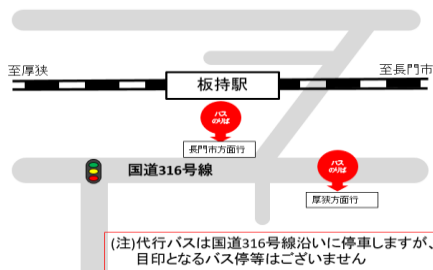 至厚狭
至長門市
板持駅
バス
のりば
長門市方面行
国道316号線
バス
のりば
厚狭方面行
(注)代行バスは国道316号線沿いに停車しますが、
目印となるバス停等はございません